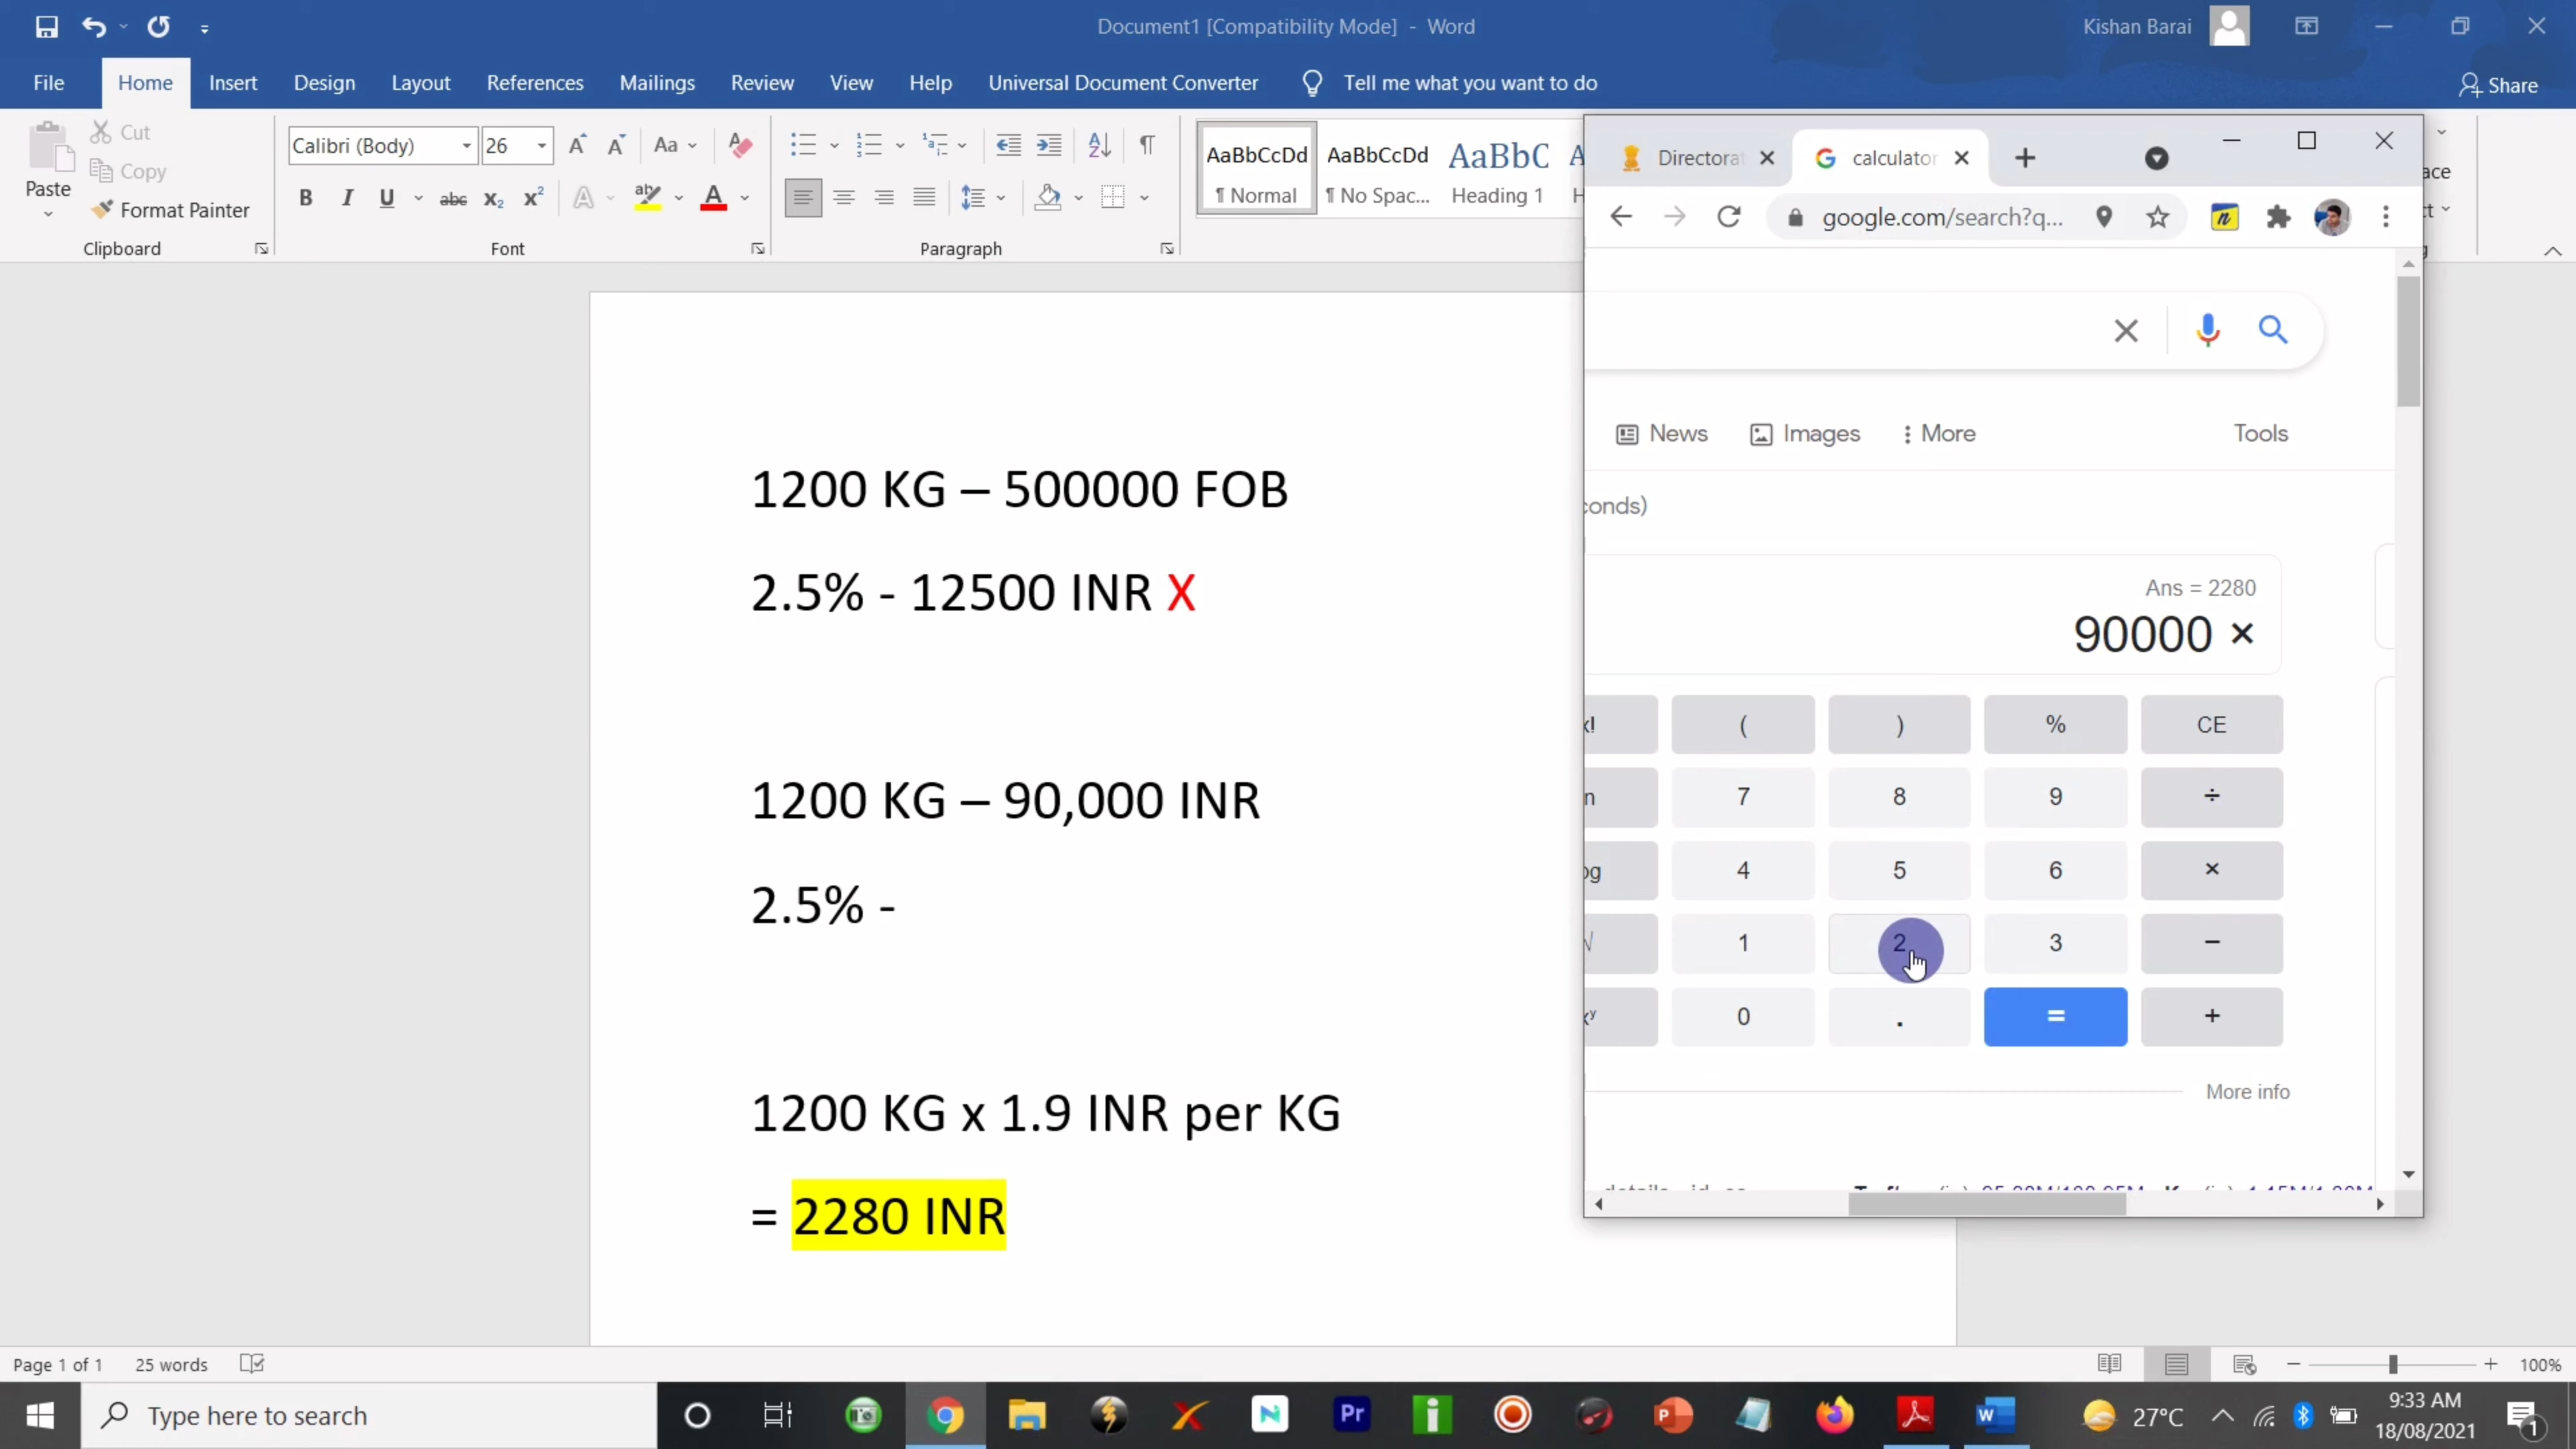 Document1 [Compatibility Mode] - Word
Kishan Barai
File Home Insert Design Layout References Mailings Review View Help Universal Document Converter Tell me what you want to do Share
Paste
Cut
Copy
Format Painter
Clipboard
Calibri (Body) 26
Font
Paragraph
AaBbCcDd AaBbCcDd AaBbC
¶ Normal ¶ No Spac... Heading 1
Directorat calculator
google.com/search?q...
News Images More Tools
conds)
Ans = 2280
90000 ×
x! ( ) % CE
n 7 8 9 ÷
og 4 5 6 ×
√ 1 2 3 −
xʸ 0 . = +
More info
1200 KG – 500000 FOB
2.5% - 12500 INR X
1200 KG – 90,000 INR
2.5% -
1200 KG x 1.9 INR per KG
= 2280 INR
Page 1 of 1 25 words 100%
Type here to search
27°C
9:33 AM
18/08/2021